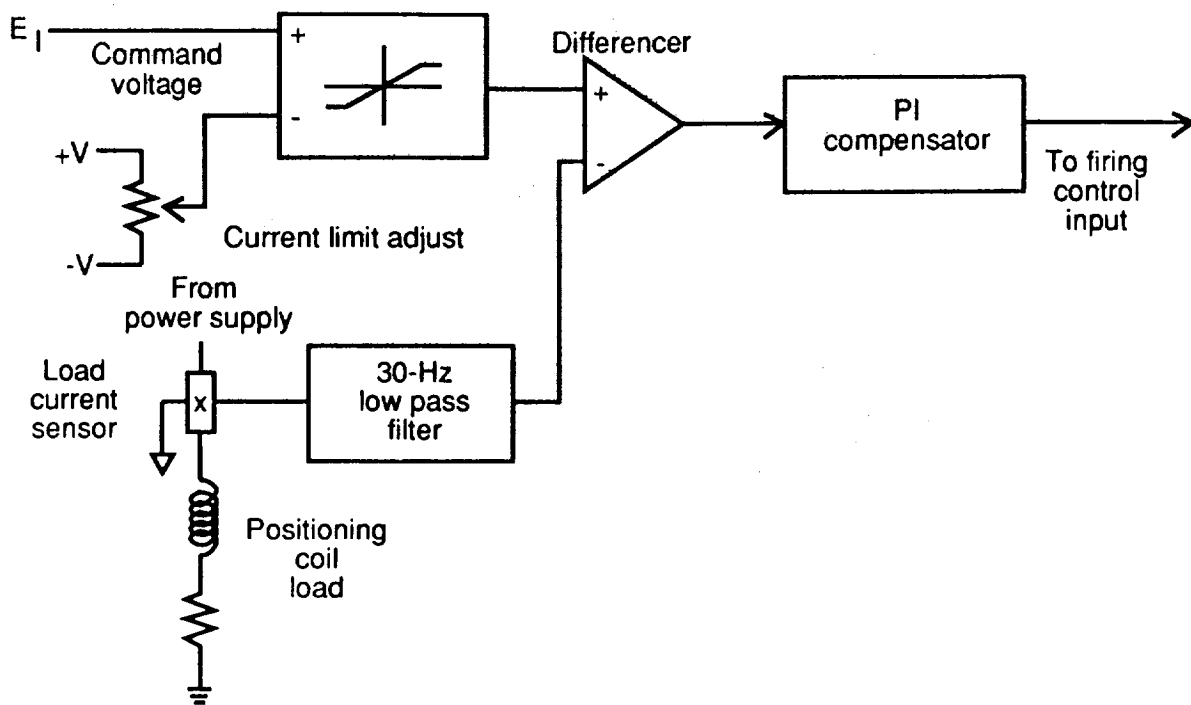 E I
Command
voltage
+
-
+V
-V
Current limit adjust
Differencer
+
-
PI
compensator
To firing
control
input
From
power supply
Load
current
sensor
x
30-Hz
low pass
filter
Positioning
coil
load